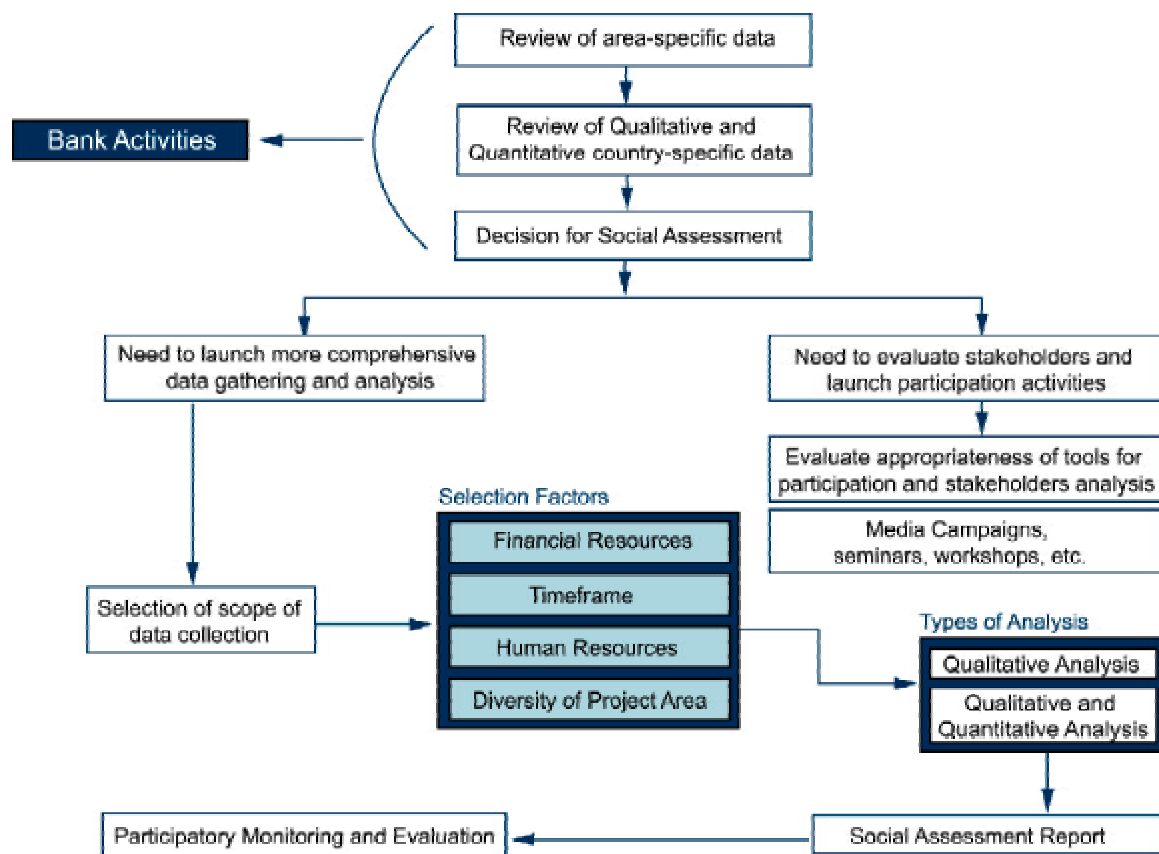 Review of area-specific data
Bank Activities
Review of Qualitative and
Quantitative country-specific data
Decision for Social Assessment
Need to launch more comprehensive
data gathering and analysis
Need to evaluate stakeholders and
launch participation activities
Evaluate appropriateness of tools for
participation and stakeholders analysis
Media Campaigns,
seminars, workshops, etc.
Selection of scope of
data collection
Selection Factors
Financial Resources
Timeframe
Human Resources
Diversity of Project Area
Types of Analysis
Qualitative Analysis
Qualitative and
Quantitative Analysis
Participatory Monitoring and Evaluation
Social Assessment Report